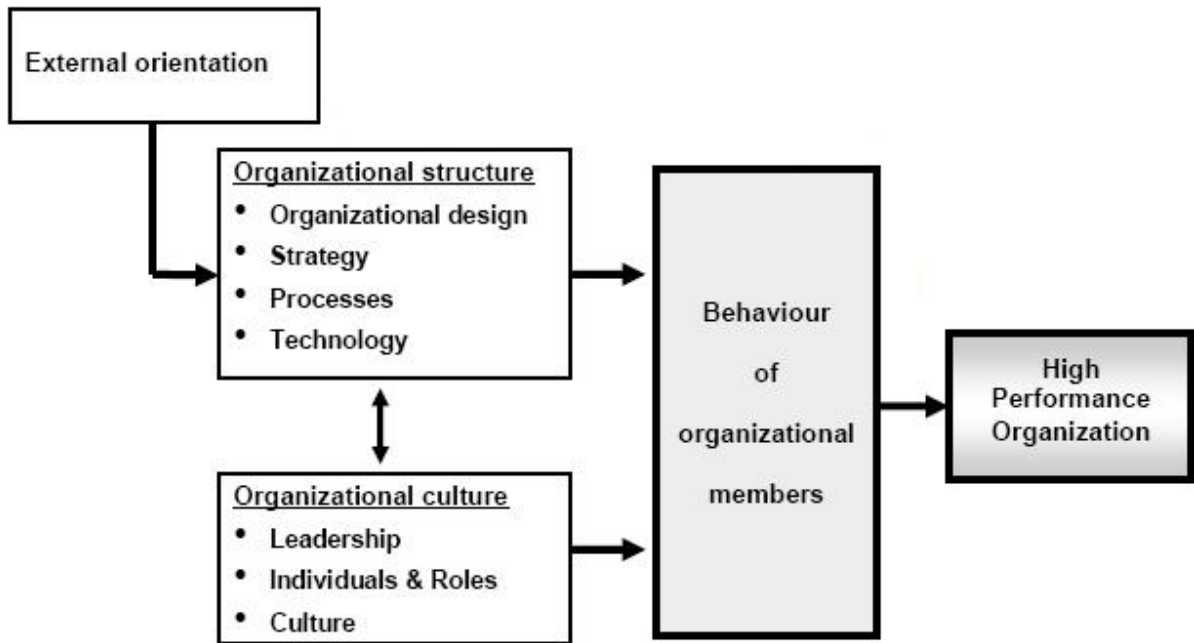 External orientation
Organizational structure
• Organizational design
• Strategy
• Processes
• Technology
Organizational culture
• Leadership
• Individuals & Roles
• Culture
Behaviour
of
organizational
members
High
Performance
Organization